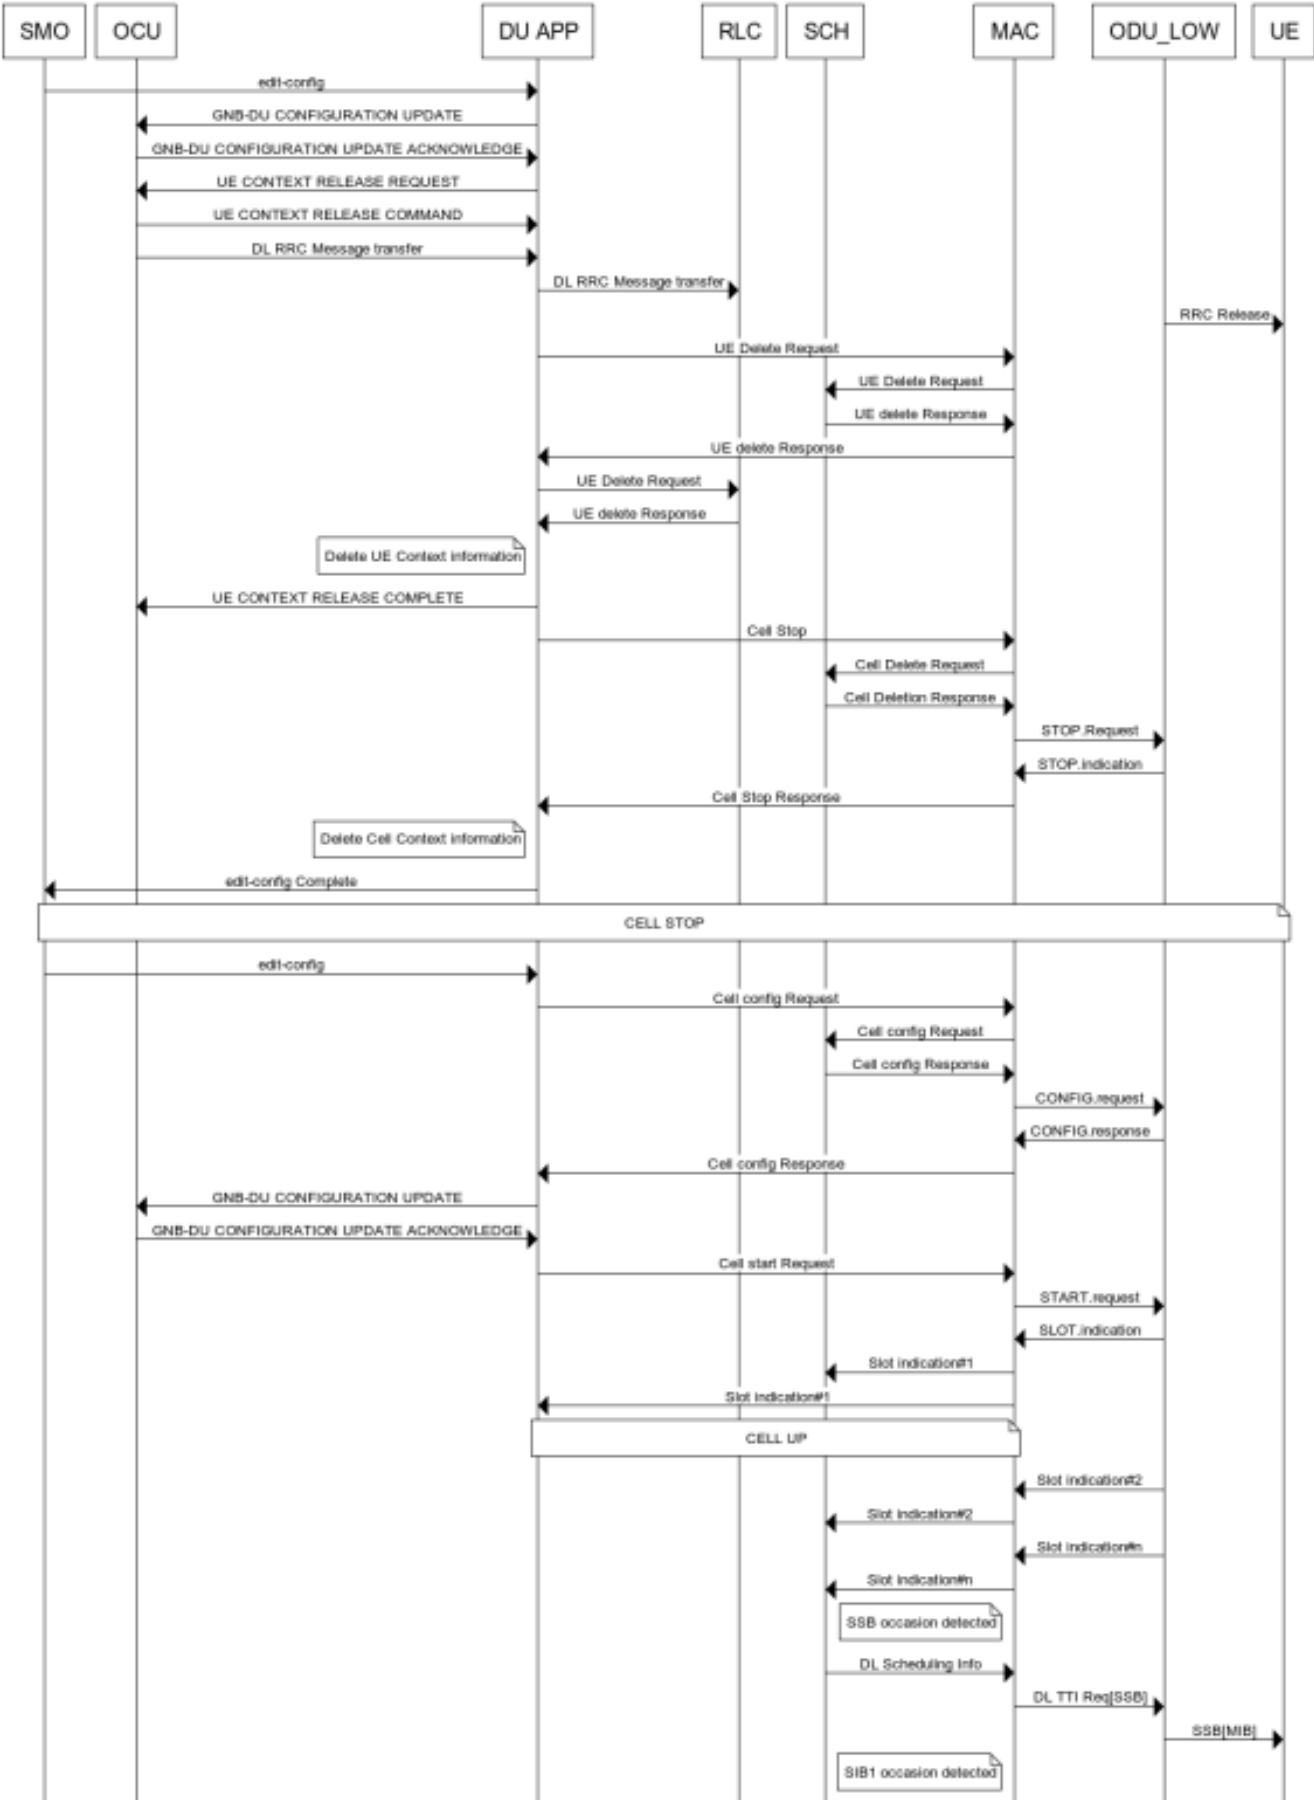 SMO OCU DU APP RLC SCH MAC ODU_LOW UE
edit-config
GNB-DU CONFIGURATION UPDATE
GNB-DU CONFIGURATION UPDATE ACKNOWLEDGE
UE CONTEXT RELEASE REQUEST
UE CONTEXT RELEASE COMMAND
DL RRC Message transfer
DL RRC Message transfer
RRC Release
UE Delete Request
UE Delete Request
UE delete Response
UE delete Response
UE Delete Request
UE delete Response
Delete UE Context information
UE CONTEXT RELEASE COMPLETE
Cell Stop
Cell Delete Request
Cell Deletion Response
STOP.Request
STOP.indication
Cell Stop Response
Delete Cell Context information
edit-config Complete
CELL STOP
edit-config
Cell config Request
Cell config Request
Cell config Response
CONFIG.request
CONFIG.response
Cell config Response
GNB-DU CONFIGURATION UPDATE
GNB-DU CONFIGURATION UPDATE ACKNOWLEDGE
Cell start Request
START.request
SLOT.indication
Slot indication#1
Slot indication#1
CELL UP
Slot indication#2
Slot indication#2
Slot indication#n
Slot indication#n
SSB occasion detected
DL Scheduling Info
DL TTI Req[SSB]
SSB[MIB]
SIB1 occasion detected